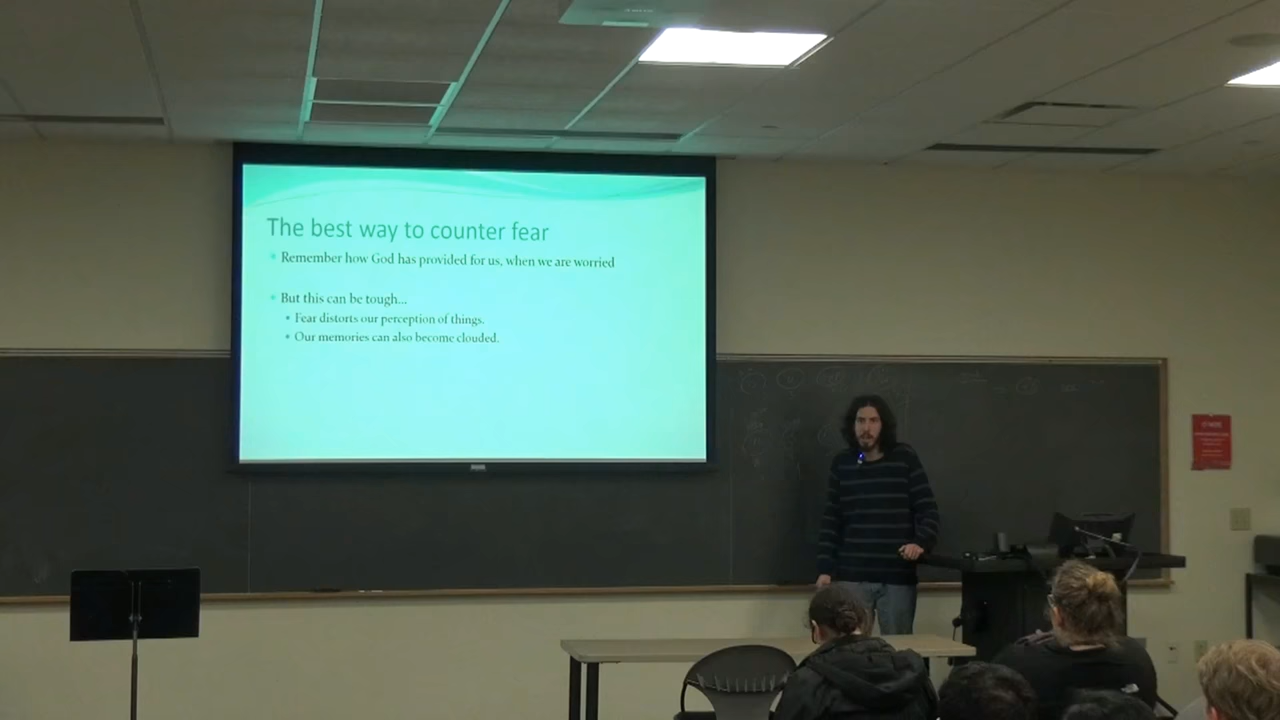 The best way to counter fear
Remember how God has provided for us, when we are worried
But this can be tough...
Fear distorts our perception of things.
Our memories can also become clouded.